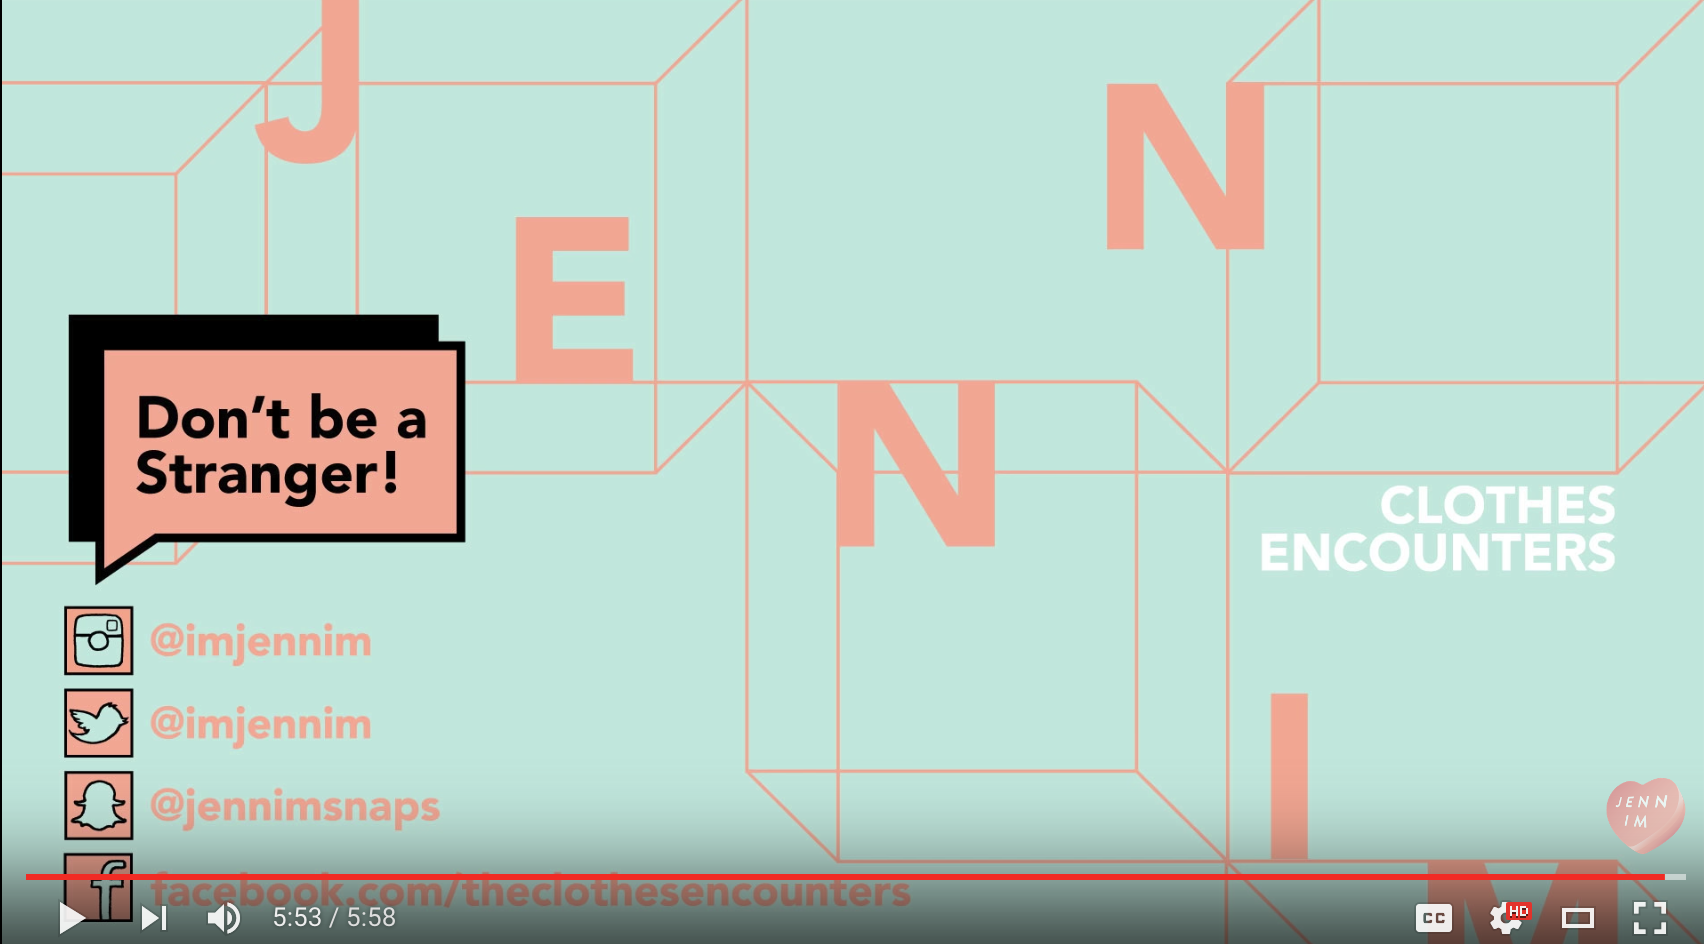 J
E
N
N
I
M
Don't be a
Stranger!
CLOTHES
ENCOUNTERS
@imjennim
@imjennim
@jennimsnaps
facebook.com/theclothesencounters
JENN
IM
5:53 / 5:58
CC
HD